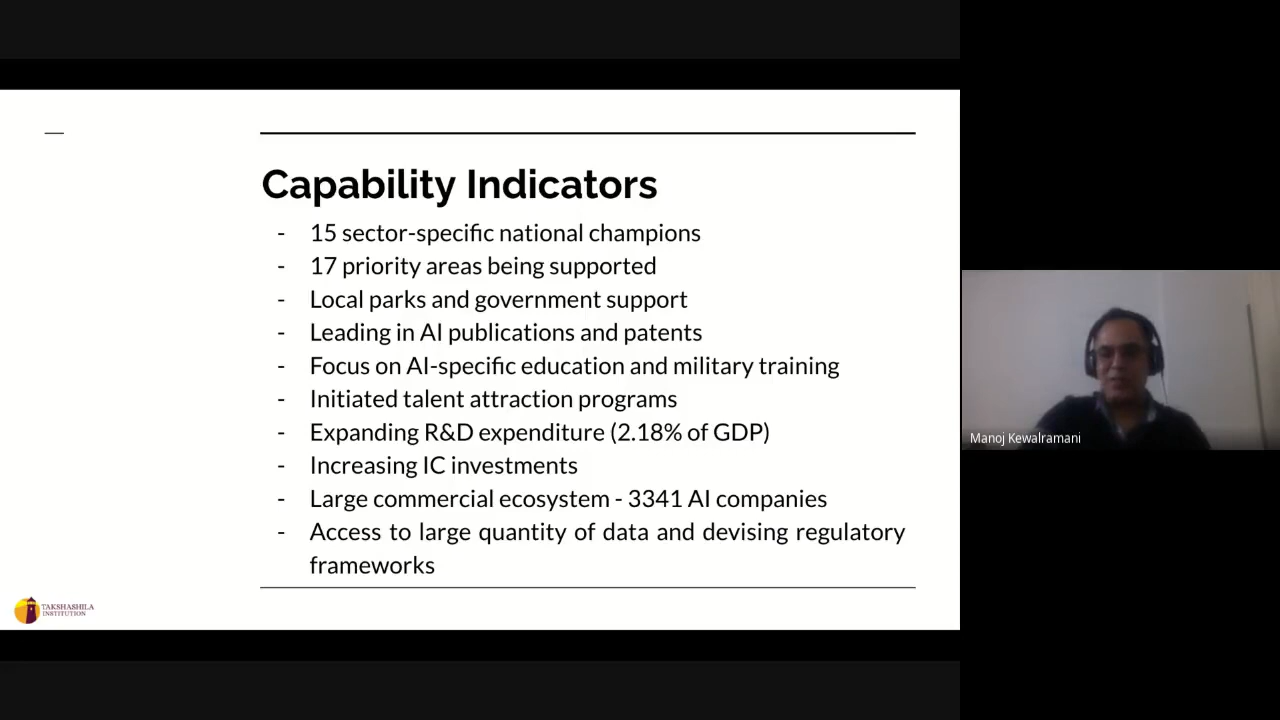 Capability Indicators
- 15 sector-specific national champions
- 17 priority areas being supported
- Local parks and government support
- Leading in AI publications and patents
- Focus on AI-specific education and military training
- Initiated talent attraction programs
- Expanding R&D expenditure (2.18% of GDP)
- Increasing IC investments
- Large commercial ecosystem - 3341 AI companies
- Access to large quantity of data and devising regulatory
frameworks
TAKSHASHILA
INSTITUTION
Manoj Kewalramani